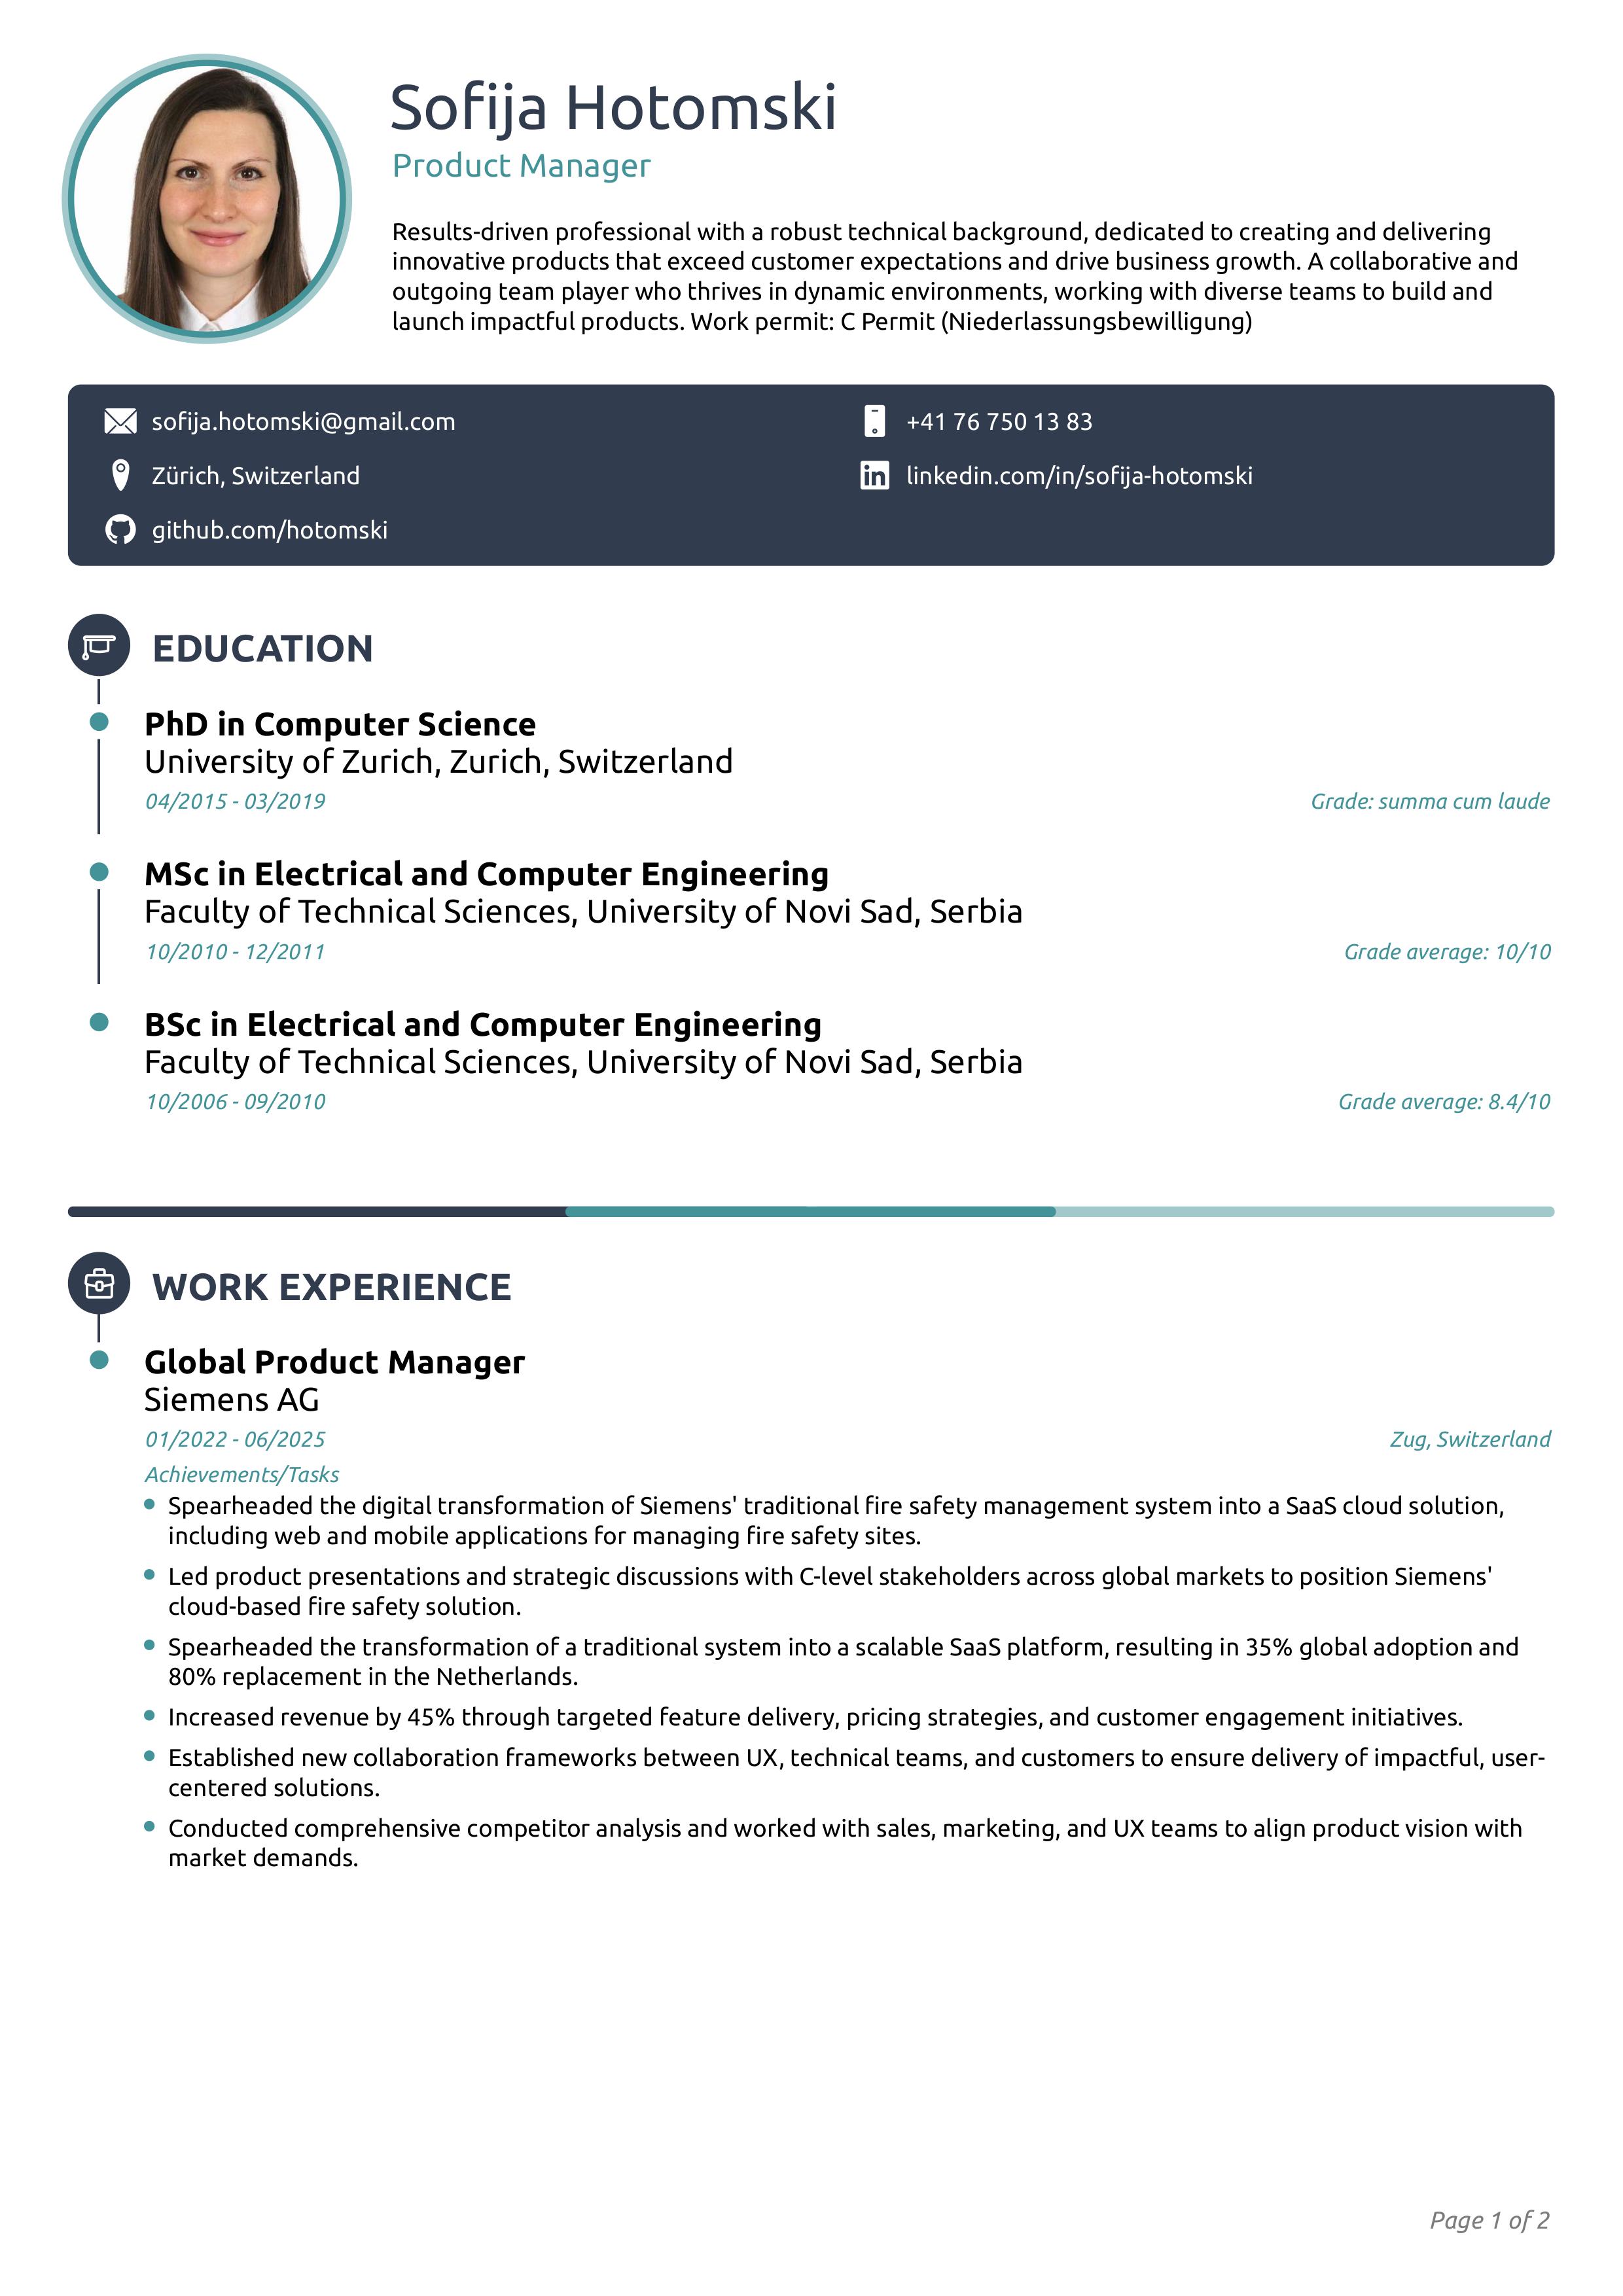 Sofija Hotomski
Product Manager
Results-driven professional with a robust technical background, dedicated to creating and delivering
innovative products that exceed customer expectations and drive business growth. A collaborative and
outgoing team player who thrives in dynamic environments, working with diverse teams to build and
launch impactful products. Work permit: C Permit (Niederlassungsbewilligung)
sofija.hotomski@gmail.com
+41 76 750 13 83
Zürich, Switzerland
linkedin.com/in/sofija-hotomski
github.com/hotomski
EDUCATION
PhD in Computer Science
University of Zurich, Zurich, Switzerland
04/2015 - 03/2019
Grade: summa cum laude
MSc in Electrical and Computer Engineering
Faculty of Technical Sciences, University of Novi Sad, Serbia
10/2010 - 12/2011
Grade average: 10/10
BSc in Electrical and Computer Engineering
Faculty of Technical Sciences, University of Novi Sad, Serbia
10/2006 - 09/2010
Grade average: 8.4/10
WORK EXPERIENCE
Global Product Manager
Siemens AG
01/2022 - 06/2025
Zug, Switzerland
Achievements/Tasks
Spearheaded the digital transformation of Siemens' traditional fire safety management system into a SaaS cloud solution,
including web and mobile applications for managing fire safety sites.
Led product presentations and strategic discussions with C-level stakeholders across global markets to position Siemens'
cloud-based fire safety solution.
Spearheaded the transformation of a traditional system into a scalable SaaS platform, resulting in 35% global adoption and
80% replacement in the Netherlands.
Increased revenue by 45% through targeted feature delivery, pricing strategies, and customer engagement initiatives.
Established new collaboration frameworks between UX, technical teams, and customers to ensure delivery of impactful, user-
centered solutions.
Conducted comprehensive competitor analysis and worked with sales, marketing, and UX teams to align product vision with
market demands.
Page 1 of 2